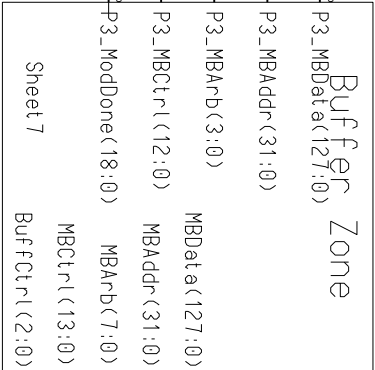 Buffer Zone
P3_MBData(127:0)
P3_MBAddr(31:0)
P3_MBArb(3:0)
P3_MBCtrl(12:0)
P3_ModDone(18:0)
Sheet7
MBData(127:0)
MBAddr(31:0)
MBArb(7:0)
MBCtrl(13:0)
BuffCtrl(2:0)